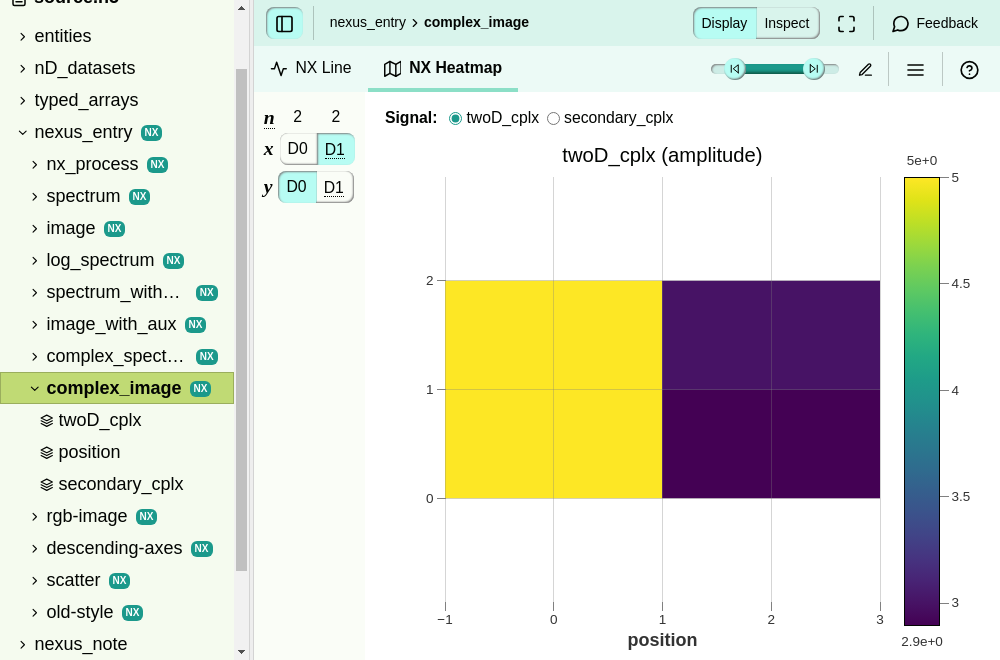 source.h5
entities
nD_datasets
typed_arrays
nexus_entry NX
nx_process NX
spectrum NX
image NX
log_spectrum NX
spectrum_with… NX
image_with_aux NX
complex_spect… NX
complex_image NX
twoD_cplx
position
secondary_cplx
rgb-image NX
descending-axes NX
scatter NX
old-style NX
nexus_note
nexus_entry › complex_image
Display Inspect
Feedback
NX Line NX Heatmap
n 2 2
x D0 D1
y D0 D1
Signal: twoD_cplx secondary_cplx
twoD_cplx (amplitude)
5e+0
5
4.5
4
3.5
3
2.9e+0
2
1
0
−1 0 1 2 3
position